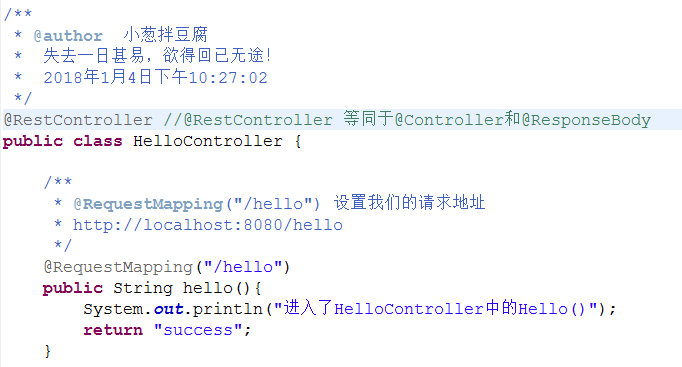 /**
 * @author  小葱拌豆腐
 *  失去一日甚易，欲得回已无途!
 *  2018年1月4日下午10:27:02
 */
@RestController //@RestController 等同于@Controller和@ResponseBody
public class HelloController {
    /**
     * @RequestMapping("/hello") 设置我们的请求地址
     * http://localhost:8080/hello
     */
    @RequestMapping("/hello")
    public String hello(){
        System.out.println("进入了HelloController中的Hello()");
        return "success";
    }